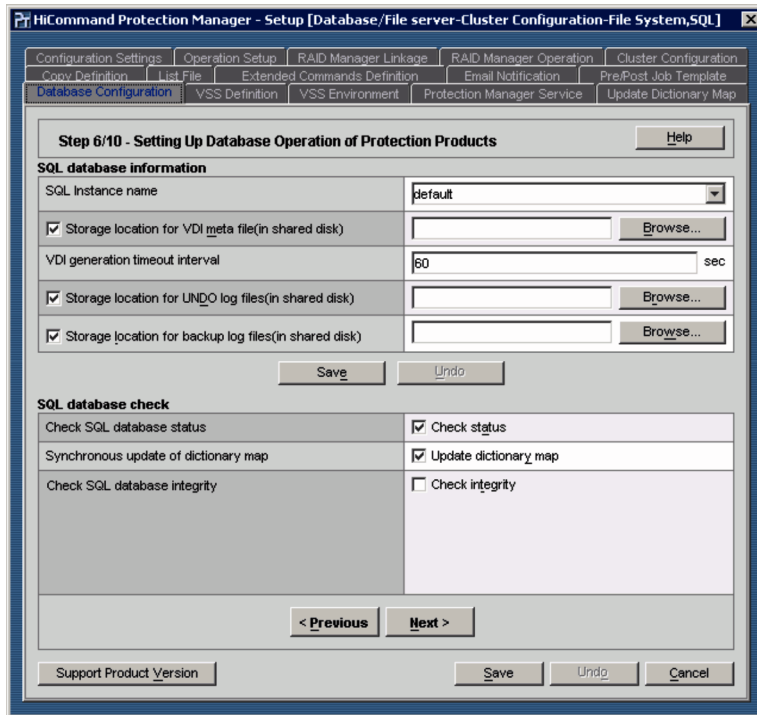 HiCommand Protection Manager - Setup [Database/File server-Cluster Configuration-File System,SQL]
Configuration Settings Operation Setup RAID Manager Linkage RAID Manager Operation Cluster Configuration
Copy Definition List File Extended Commands Definition Email Notification Pre/Post Job Template
Database Configuration VSS Definition VSS Environment Protection Manager Service Update Dictionary Map
Step 6/10 - Setting Up Database Operation of Protection Products Help
SQL database information
SQL Instance name default
Storage location for VDI meta file(in shared disk) Browse...
VDI generation timeout interval 60 sec
Storage location for UNDO log files(in shared disk) Browse...
Storage location for backup log files(in shared disk) Browse...
Save Undo
SQL database check
Check SQL database status Check status
Synchronous update of dictionary map Update dictionary map
Check SQL database integrity Check integrity
< Previous Next >
Support Product Version Save Undo Cancel